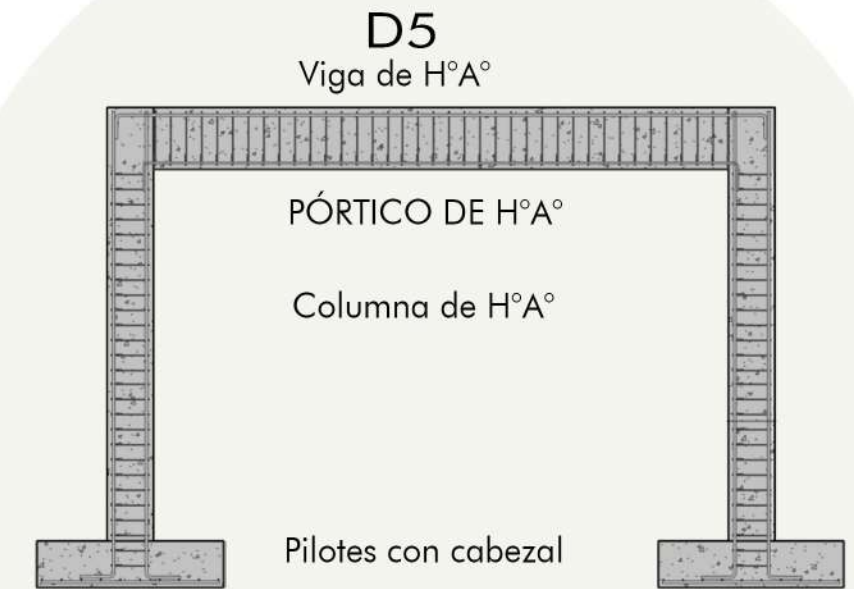 D5
Viga de H°A°
PÓRTICO DE H°A°
Columna de H°A°
Pilotes con cabezal